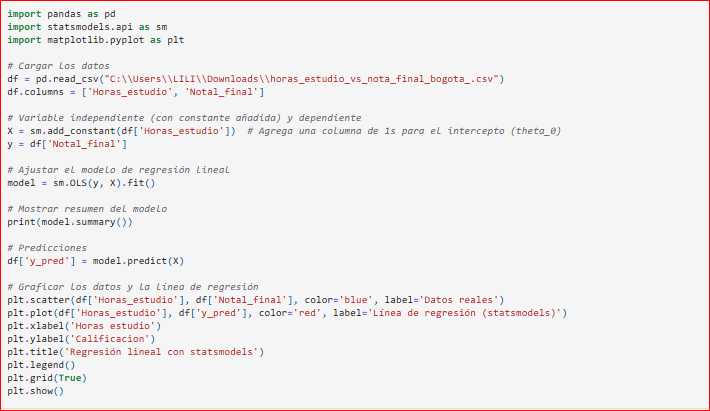 import pandas as pd
import statsmodels.api as sm
import matplotlib.pyplot as plt
# Cargar los datos
df = pd.read_csv("C:\\Users\\LILI\\Downloads\\horas_estudio_vs_nota_final_bogota_.csv")
df.columns = ['Horas_estudio', 'Notal_final']
# Variable independiente (con constante añadida) y dependiente
X = sm.add_constant(df['Horas_estudio'])  # Agrega una columna de 1s para el intercepto (theta_0)
y = df['Notal_final']
# Ajustar el modelo de regresión lineal
model = sm.OLS(y, X).fit()
# Mostrar resumen del modelo
print(model.summary())
# Predicciones
df['y_pred'] = model.predict(X)
# Graficar los datos y la línea de regresión
plt.scatter(df['Horas_estudio'], df['Notal_final'], color='blue', label='Datos reales')
plt.plot(df['Horas_estudio'], df['y_pred'], color='red', label='Línea de regresión (statsmodels)')
plt.xlabel('Horas estudio')
plt.ylabel('Calificacion')
plt.title('Regresión lineal con statsmodels')
plt.legend()
plt.grid(True)
plt.show()